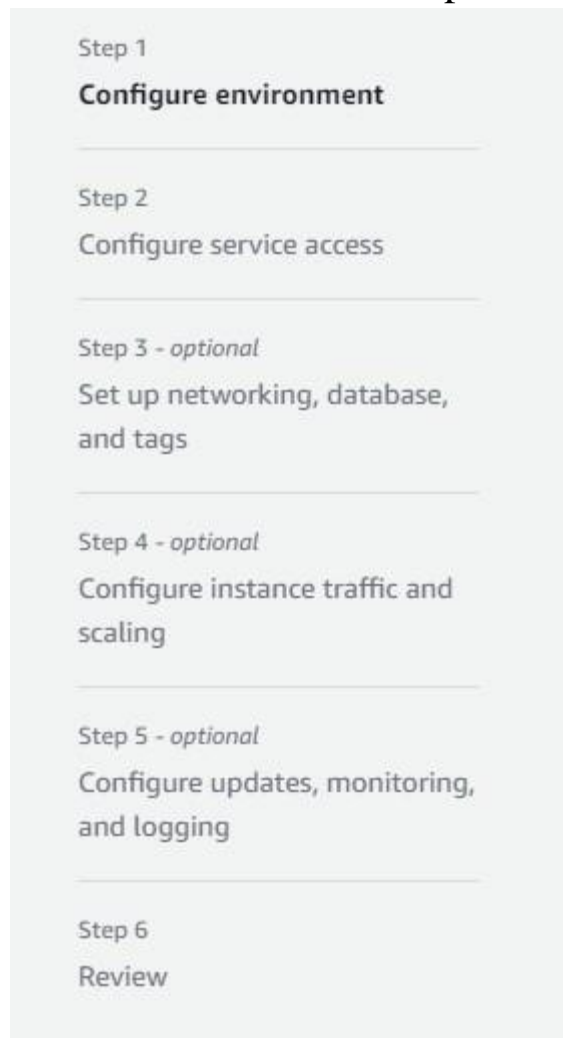 Step 1
Configure environment
Step 2
Configure service access
Step 3 - optional
Set up networking, database,
and tags
Step 4 - optional
Configure instance traffic and
scaling
Step 5 - optional
Configure updates, monitoring,
and logging
Step 6
Review